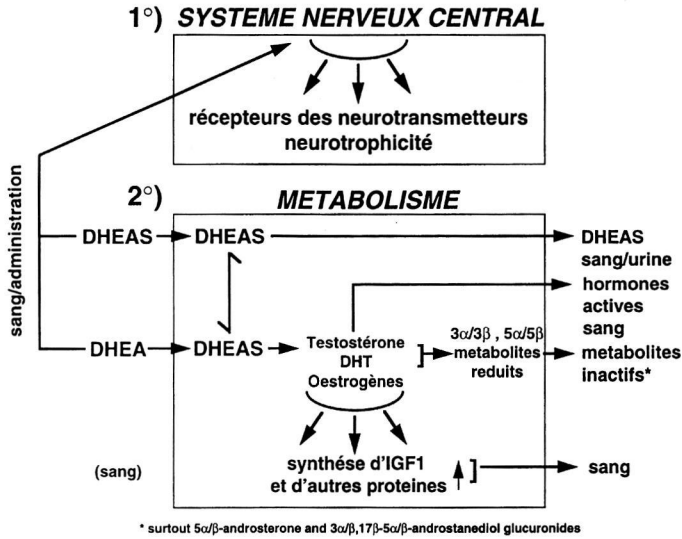 1°) SYSTEME NERVEUX CENTRAL
récepteurs des neurotransmetteurs
neurotrophicité
sang/administration
2°) METABOLISME
DHEAS
DHEAS
DHEAS
sang/urine
hormones
actives
sang
DHEA
DHEAS
Testostérone
DHT
Oestrogènes
3α/3β , 5α/5β
metabolites
reduits
metabolites
inactifs*
(sang)
synthése d'IGF1
et d'autres proteines
sang
* surtout 5α/β-androsterone and 3α/β,17β-5α/β-androstanediol glucuronides